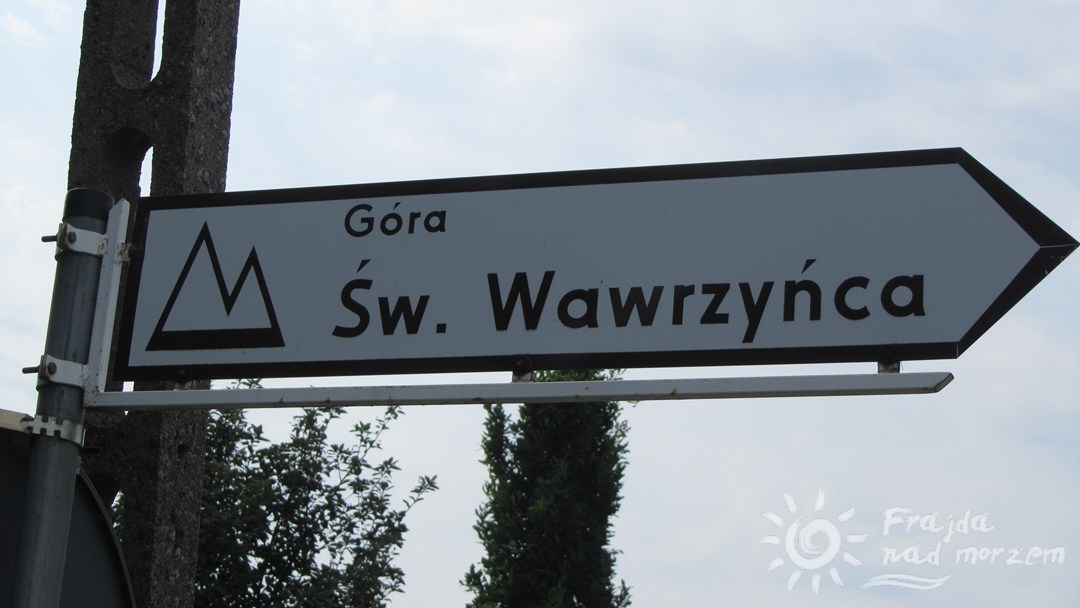 Góra
Św. Wawrzyńca
Frajda
nad morzem